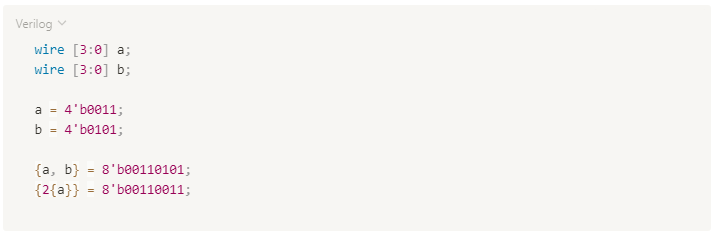 Verilog
wire [3:0] a;
wire [3:0] b;
a = 4'b0011;
b = 4'b0101;
{a, b} = 8'b00110101;
{2{a}} = 8'b00110011;